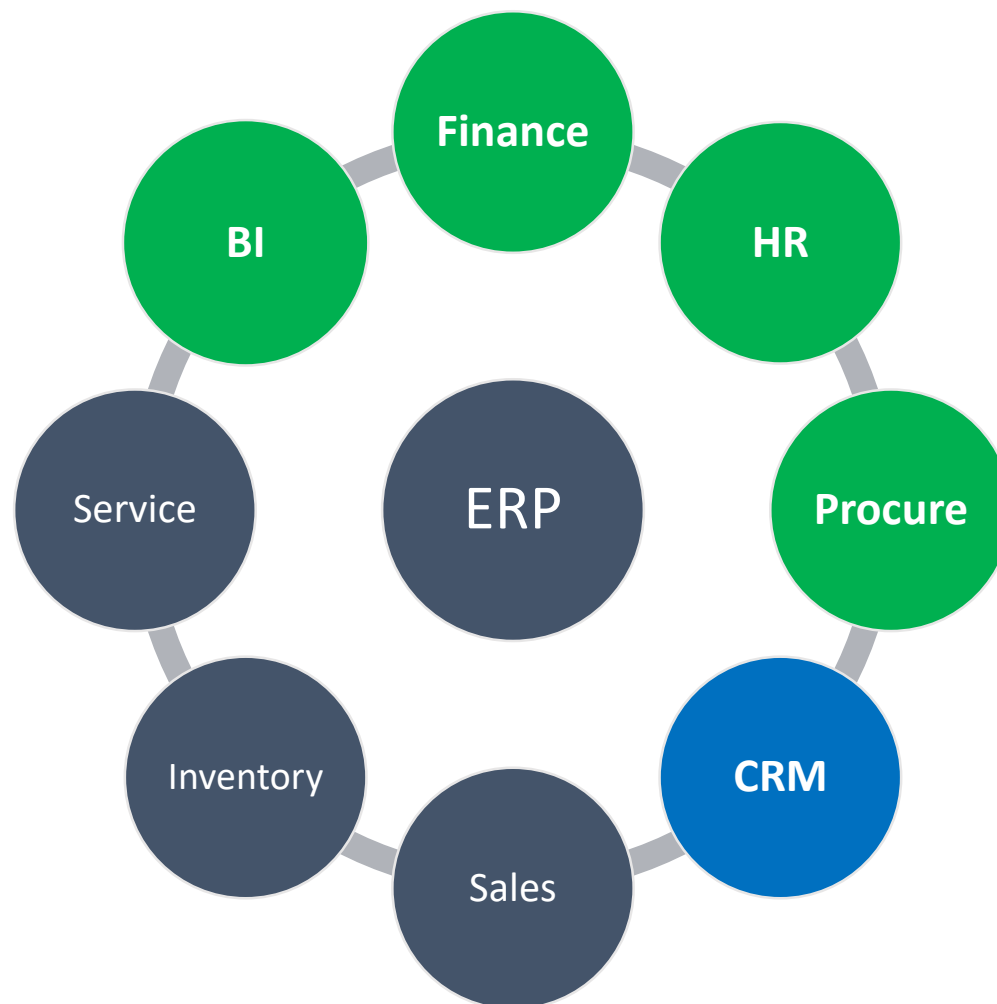 Finance
BI
HR
Service
ERP
Procure
Inventory
CRM
Sales